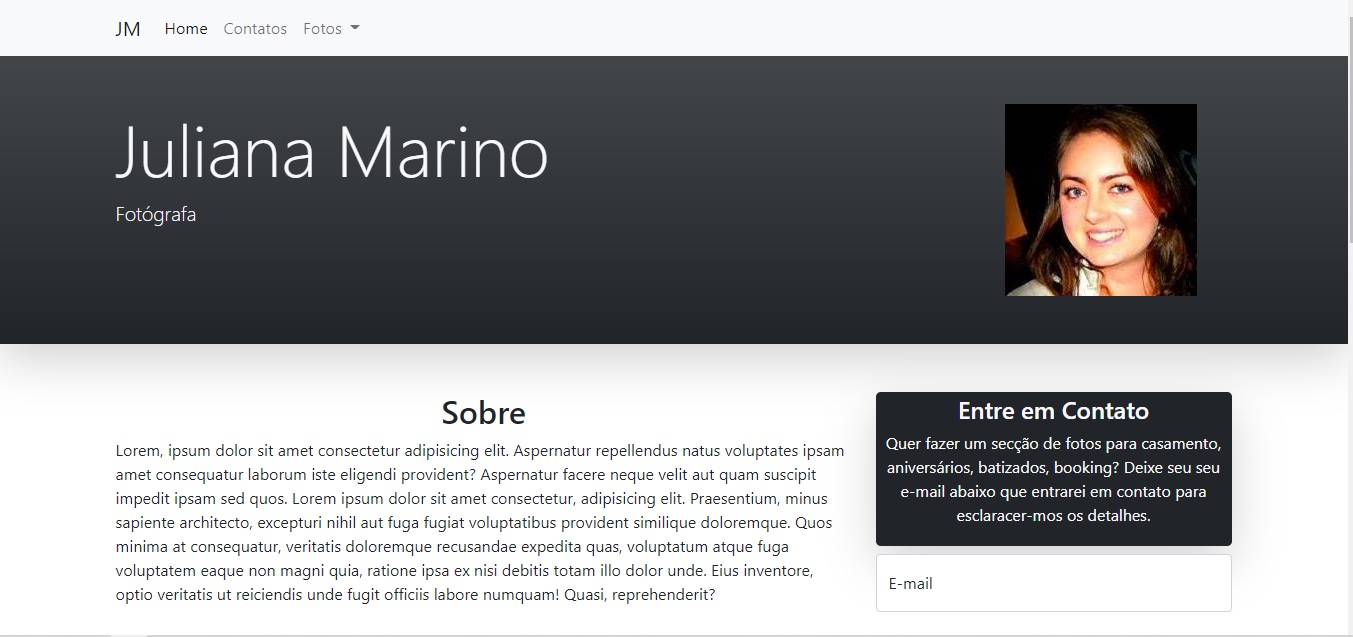 JM Home Contatos Fotos
Juliana Marino
Fotógrafa
Sobre
Lorem, ipsum dolor sit amet consectetur adipisicing elit. Aspernatur repellendus natus voluptates ipsam
amet consequatur laborum iste eligendi provident? Aspernatur facere neque velit aut quam suscipit
impedit ipsam sed quos. Lorem ipsum dolor sit amet consectetur, adipisicing elit. Praesentium, minus
sapiente architecto, excepturi nihil aut fuga fugiat voluptatibus provident similique doloremque. Quos
minima at consequatur, veritatis doloremque recusandae expedita quas, voluptatum atque fuga
voluptatem eaque non magni quia, ratione ipsa ex nisi debitis totam illo dolor unde. Eius inventore,
optio veritatis ut reiciendis unde fugit officiis labore numquam! Quasi, reprehenderit?
Entre em Contato
Quer fazer um secção de fotos para casamento,
aniversários, batizados, booking? Deixe seu seu
e-mail abaixo que entrarei em contato para
esclaracer-mos os detalhes.
E-mail